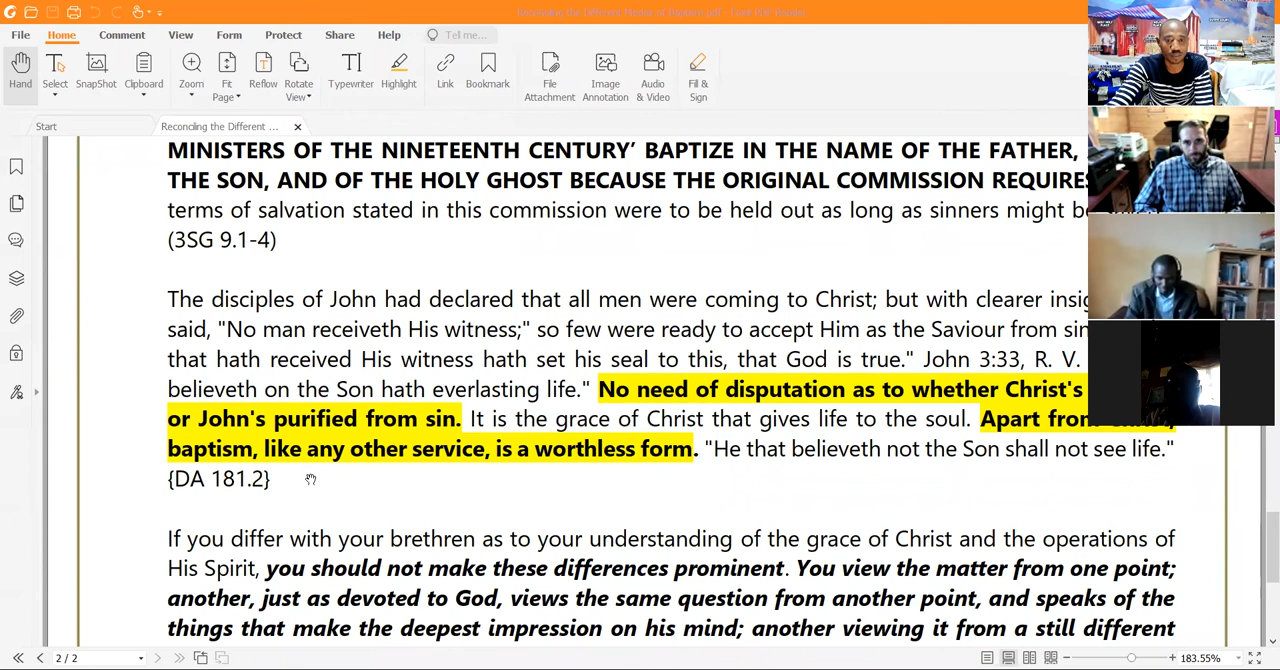 Reconciling the Different Modes of Baptism.pdf - Foxit PDF Reader
File Home Comment View Form Protect Share Help Tell me...
Hand Select SnapShot Clipboard Zoom Fit Page Reflow Rotate View Typewriter Highlight Link Bookmark File Attachment Image Annotation Audio & Video Fill & Sign
Start Reconciling the Different ...
MINISTERS OF THE NINETEENTH CENTURY’ BAPTIZE IN THE NAME OF THE FATHER,
THE SON, AND OF THE HOLY GHOST BECAUSE THE ORIGINAL COMMISSION REQUIRES
terms of salvation stated in this commission were to be held out as long as sinners might be
(3SG 9.1-4)
The disciples of John had declared that all men were coming to Christ; but with clearer insig
said, "No man receiveth His witness;" so few were ready to accept Him as the Saviour from sin
that hath received His witness hath set his seal to this, that God is true." John 3:33, R. V.
believeth on the Son hath everlasting life." No need of disputation as to whether Christ's
or John's purified from sin. It is the grace of Christ that gives life to the soul. Apart from Christ,
baptism, like any other service, is a worthless form. "He that believeth not the Son shall not see life."
{DA 181.2}
If you differ with your brethren as to your understanding of the grace of Christ and the operations of
His Spirit, you should not make these differences prominent. You view the matter from one point;
another, just as devoted to God, views the same question from another point, and speaks of the
things that make the deepest impression on his mind; another viewing it from a still different
2 / 2 183.55%